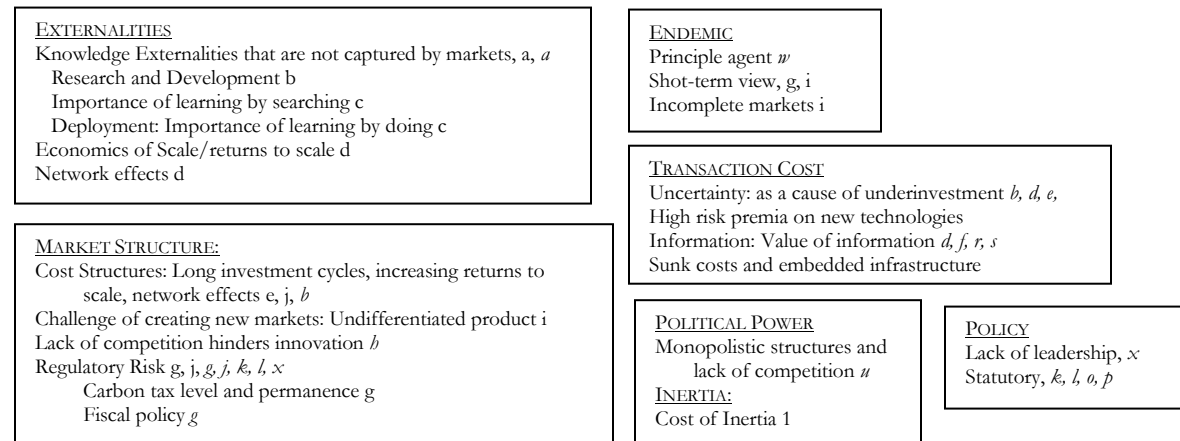 EXTERNALITIES
Knowledge Externalities that are not captured by markets, a, a
Research and Development b
Importance of learning by searching c
Deployment: Importance of learning by doing c
Economics of Scale/returns to scale d
Network effects d
MARKET STRUCTURE:
Cost Structures: Long investment cycles, increasing returns to
scale, network effects e, j, b
Challenge of creating new markets: Undifferentiated product i
Lack of competition hinders innovation h
Regulatory Risk g, j, g, j, k, l, x
Carbon tax level and permanence g
Fiscal policy g
ENDEMIC
Principle agent w
Shot-term view, g, i
Incomplete markets i
TRANSACTION COST
Uncertainty: as a cause of underinvestment b, d, e,
High risk premia on new technologies
Information: Value of information d, f, r, s
Sunk costs and embedded infrastructure
POLITICAL POWER
Monopolistic structures and
lack of competition u
INERTIA:
Cost of Inertia 1
POLICY
Lack of leadership, x
Statutory, k, l, o, p